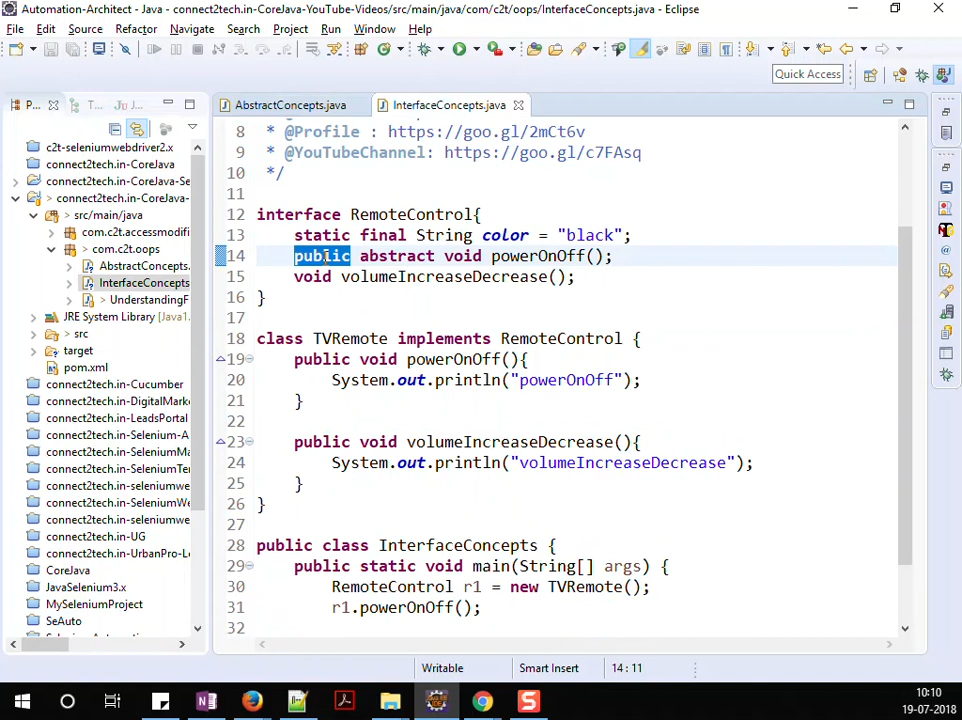 Automation-Architect - Java - connect2tech.in-CoreJava-YouTube-Videos/src/main/java/com/c2t/oops/InterfaceConcepts.java - Eclipse
File Edit Source Refactor Navigate Search Project Run Window Help
Quick Access
P... T... Ju J...
AbstractConcepts.java
InterfaceConcepts.java
c2t-seleniumwebdriver2.x
connect2tech.in-CoreJava
connect2tech.in-CoreJava-Se
> connect2tech.in-CoreJava-
> src/main/java
com.c2t.accessmodifi
> com.c2t.oops
AbstractConcepts.
InterfaceConcepts
> UnderstandingF
JRE System Library [Java1.
> src
target
pom.xml
connect2tech.in-Cucumber
connect2tech.in-DigitalMarke
connect2tech.in-LeadsPortal
connect2tech.in-Selenium-A
connect2tech.in-SeleniumMa
connect2tech.in-SeleniumTer
connect2tech.in-seleniumwe
connect2tech.in-SeleniumWe
connect2tech.in-seleniumwe
connect2tech.in-UG
connect2tech.in-UrbanPro-Le
CoreJava
JavaSelenium3.x
MySeleniumProject
SeAuto
8 * @Profile : https://goo.gl/2mCt6v
9 * @YouTubeChannel: https://goo.gl/c7FAsq
10 */
11
12 interface RemoteControl{
13 static final String color = "black";
14 public abstract void powerOnOff();
15 void volumeIncreaseDecrease();
16 }
17
18 class TVRemote implements RemoteControl {
19 public void powerOnOff(){
20 System.out.println("powerOnOff");
21 }
22
23 public void volumeIncreaseDecrease(){
24 System.out.println("volumeIncreaseDecrease");
25 }
26 }
27
28 public class InterfaceConcepts {
29 public static void main(String[] args) {
30 RemoteControl r1 = new TVRemote();
31 r1.powerOnOff();
32
Writable Smart Insert 14 : 11
10:10
19-07-2018